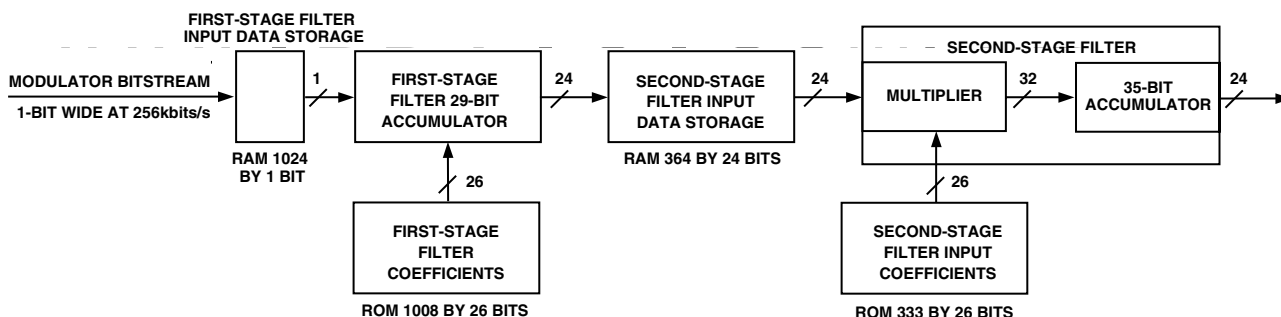 FIRST-STAGE FILTER
INPUT DATA STORAGE
MODULATOR BITSTREAM
1-BIT WIDE AT 256kbits/s
1
RAM 1024
BY 1 BIT
FIRST-STAGE
FILTER 29-BIT
ACCUMULATOR
24
26
FIRST-STAGE
FILTER
COEFFICIENTS
ROM 1008 BY 26 BITS
SECOND-STAGE
FILTER INPUT
DATA STORAGE
RAM 364 BY 24 BITS
24
SECOND-STAGE FILTER
MULTIPLIER
32
35-BIT
ACCUMULATOR
24
26
SECOND-STAGE
FILTER INPUT
COEFFICIENTS
ROM 333 BY 26 BITS